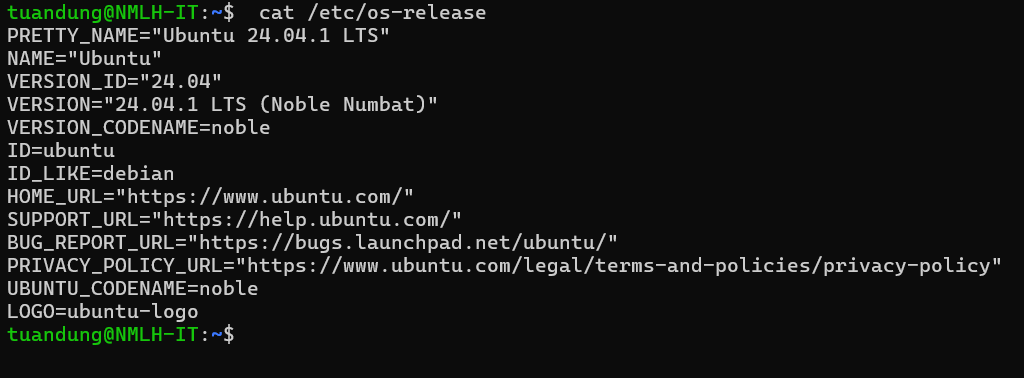 tuandung@NMLH-IT:~$  cat /etc/os-release
PRETTY_NAME="Ubuntu 24.04.1 LTS"
NAME="Ubuntu"
VERSION_ID="24.04"
VERSION="24.04.1 LTS (Noble Numbat)"
VERSION_CODENAME=noble
ID=ubuntu
ID_LIKE=debian
HOME_URL="https://www.ubuntu.com/"
SUPPORT_URL="https://help.ubuntu.com/"
BUG_REPORT_URL="https://bugs.launchpad.net/ubuntu/"
PRIVACY_POLICY_URL="https://www.ubuntu.com/legal/terms-and-policies/privacy-policy"
UBUNTU_CODENAME=noble
LOGO=ubuntu-logo
tuandung@NMLH-IT:~$